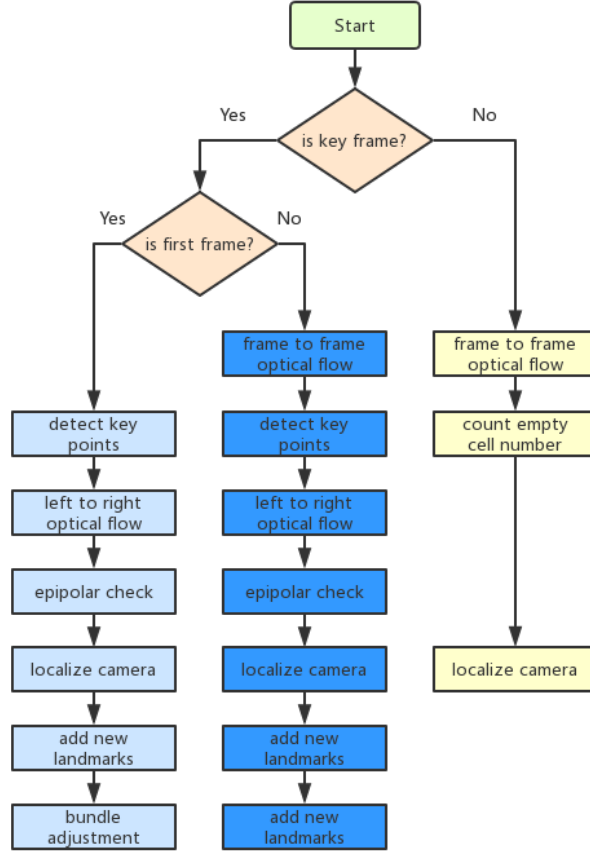 Start
Yes
No
is key frame?
Yes
No
is first frame?
frame to frame
optical flow
frame to frame
optical flow
detect key
points
detect key
points
count empty
cell number
left to right
optical flow
left to right
optical flow
epipolar check
epipolar check
localize camera
localize camera
localize camera
add new
landmarks
add new
landmarks
bundle
adjustment
add new
landmarks